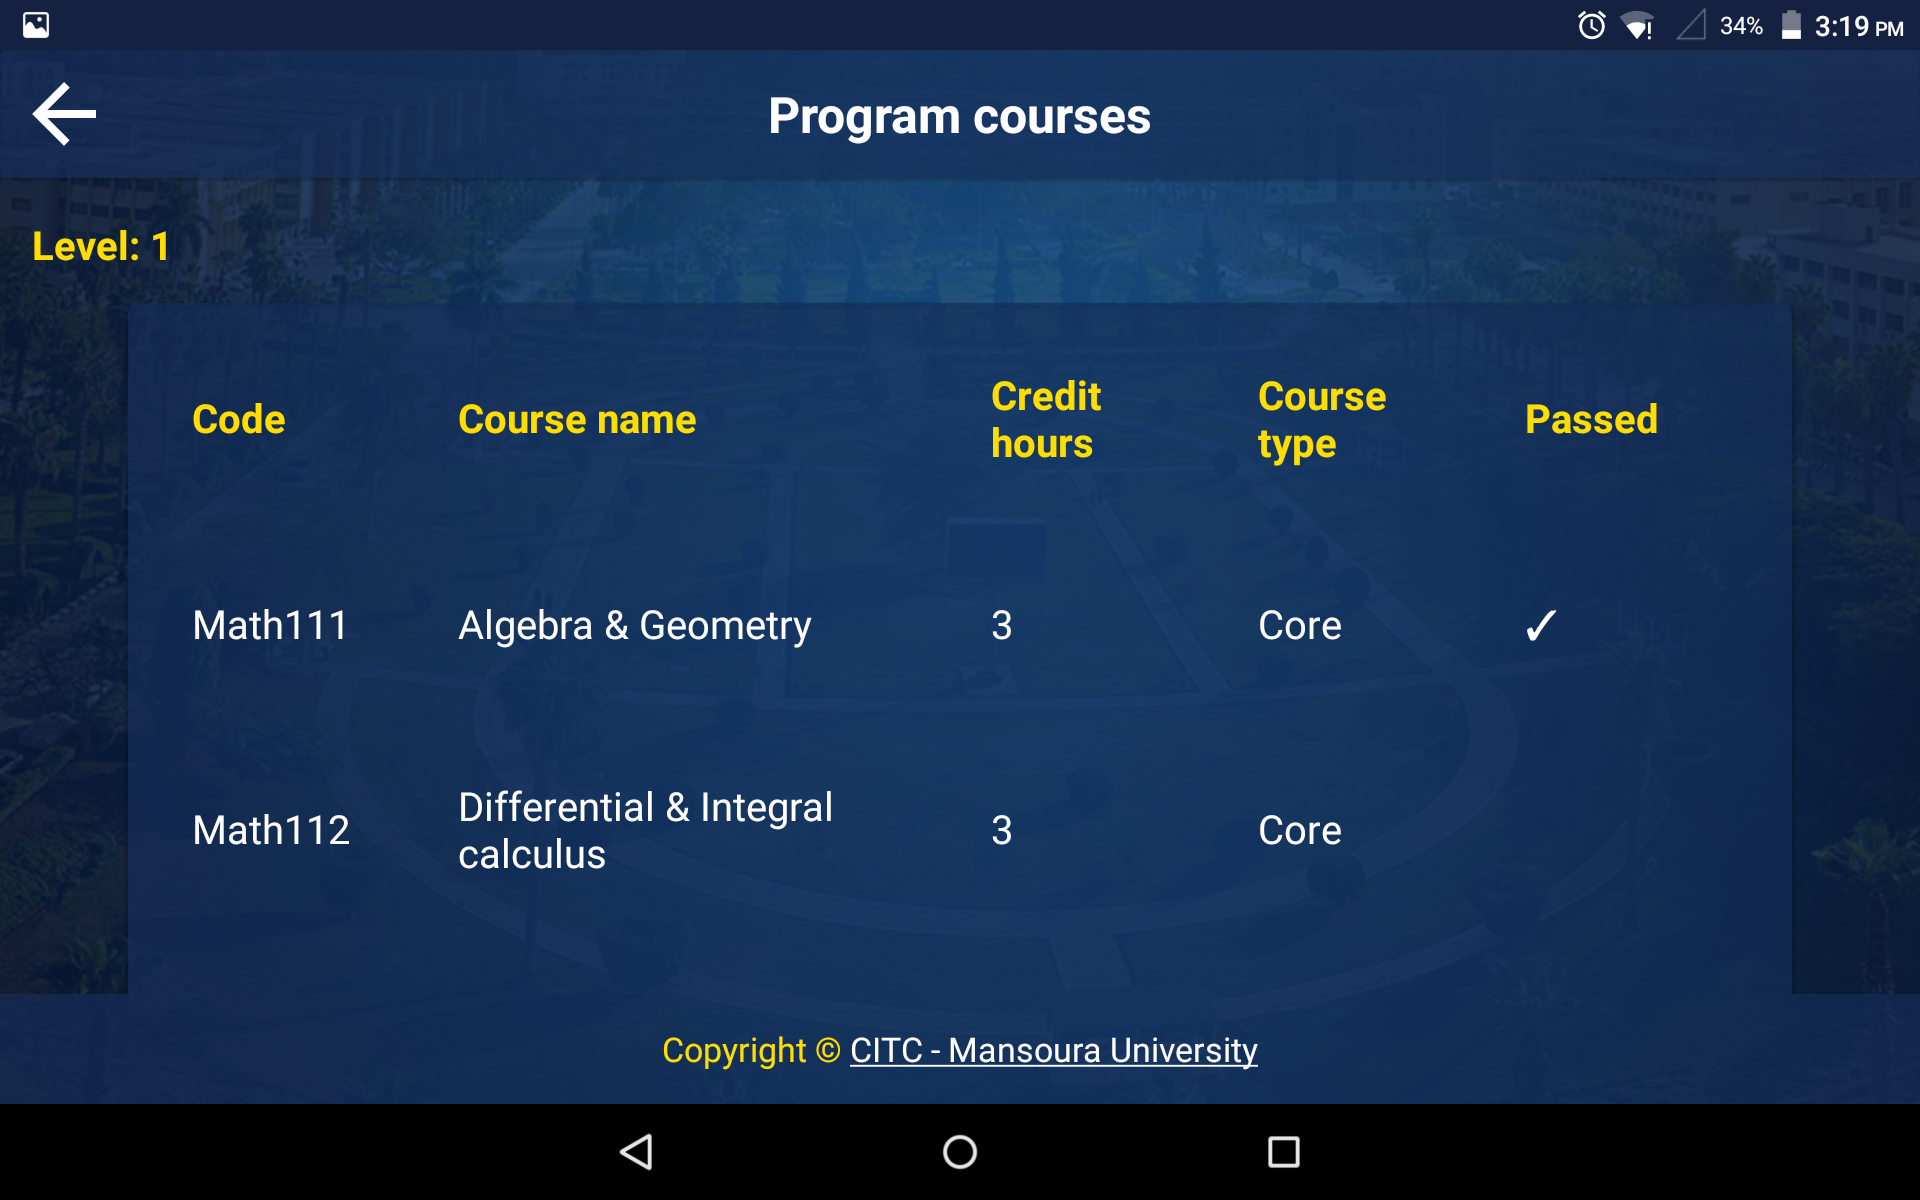 34% 3:19 PM
Program courses
Level: 1
Code Course name Credit hours Course type Passed
Math111 Algebra & Geometry 3 Core ✓
Math112 Differential & Integral calculus 3 Core
Copyright © CITC - Mansoura University